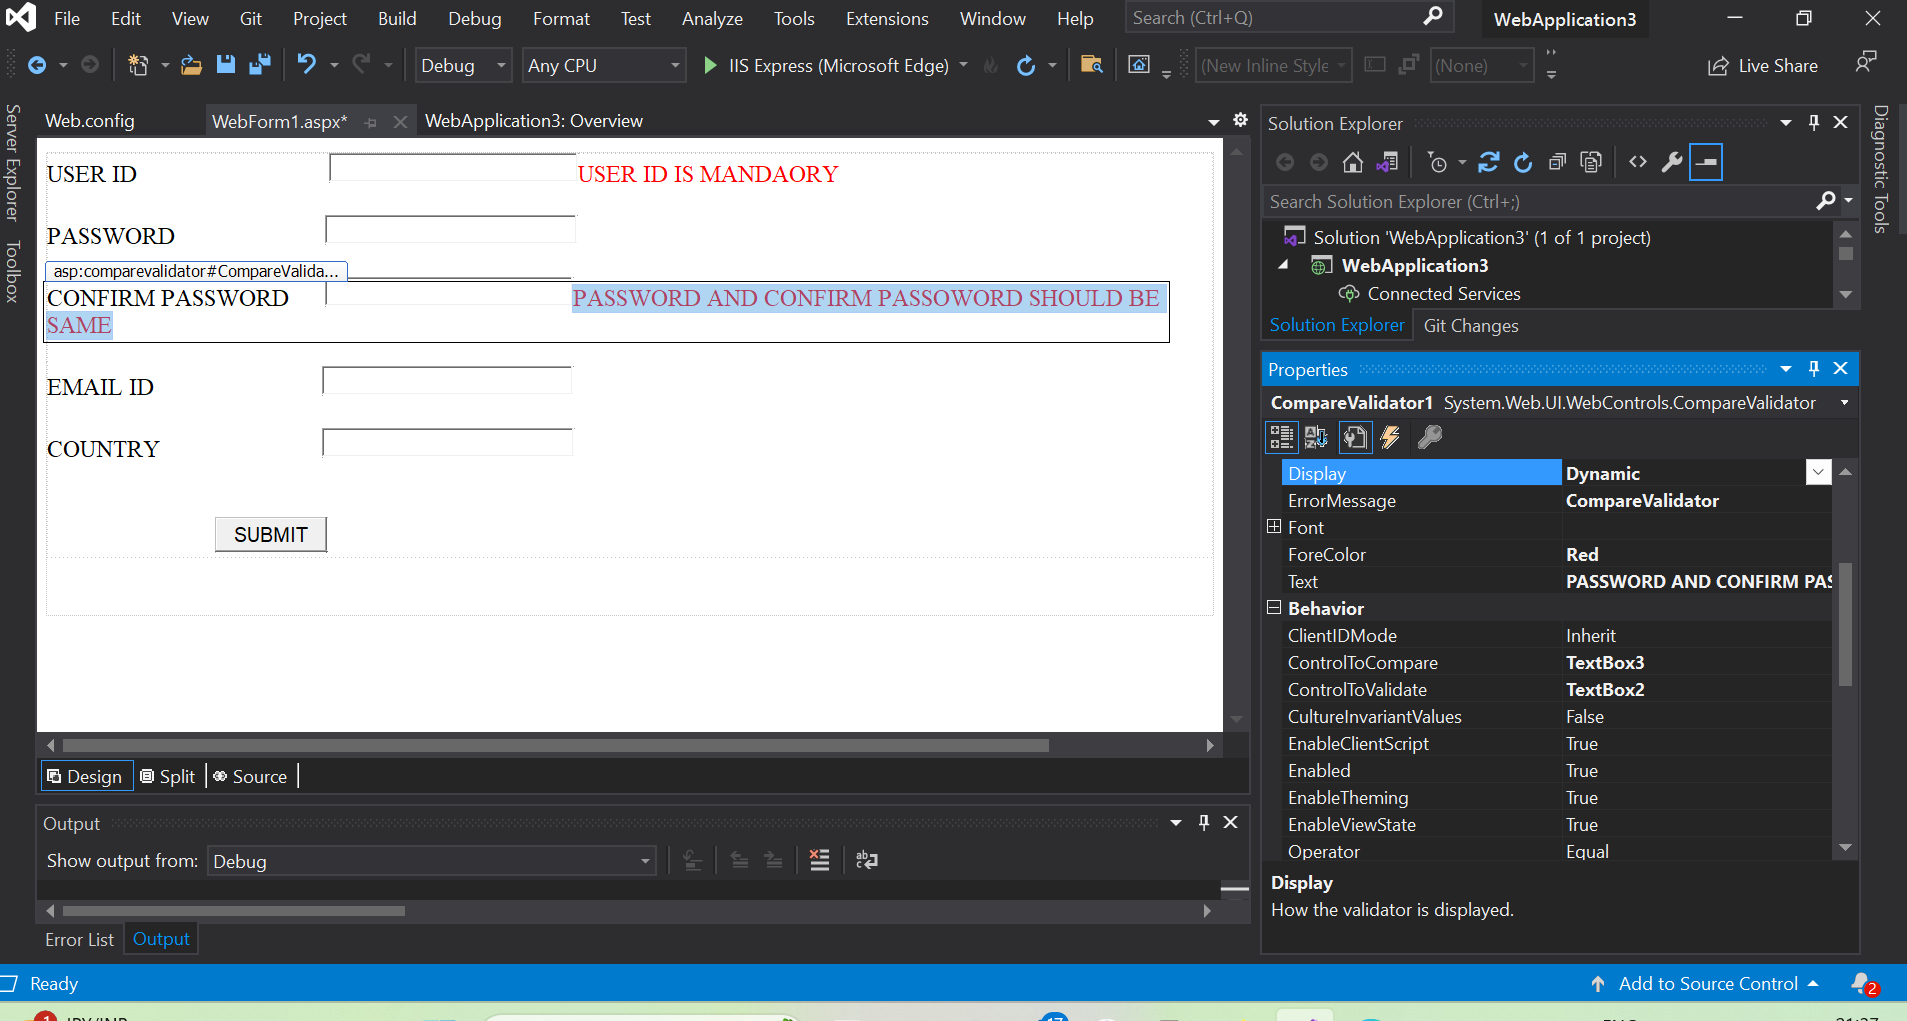 File Edit View Git Project Build Debug Format Test Analyze Tools Extensions Window Help Search (Ctrl+Q) WebApplication3
Debug Any CPU IIS Express (Microsoft Edge) (New Inline Style (None) Live Share
Server Explorer
Toolbox
Web.config WebForm1.aspx* WebApplication3: Overview
USER ID USER ID IS MANDAORY
PASSWORD
asp:comparevalidator#CompareValida...
CONFIRM PASSWORD PASSWORD AND CONFIRM PASSOWORD SHOULD BE
SAME
EMAIL ID
COUNTRY
SUBMIT
Design Split Source
Output
Show output from: Debug
Error List Output
Solution Explorer
Search Solution Explorer (Ctrl+;)
Solution 'WebApplication3' (1 of 1 project)
WebApplication3
Connected Services
Solution Explorer Git Changes
Properties
CompareValidator1 System.Web.UI.WebControls.CompareValidator
Display Dynamic
ErrorMessage CompareValidator
Font
ForeColor Red
Text PASSWORD AND CONFIRM PAS
Behavior
ClientIDMode Inherit
ControlToCompare TextBox3
ControlToValidate TextBox2
CultureInvariantValues False
EnableClientScript True
Enabled True
EnableTheming True
EnableViewState True
Operator Equal
Display
How the validator is displayed.
Diagnostic Tools
Ready Add to Source Control 2